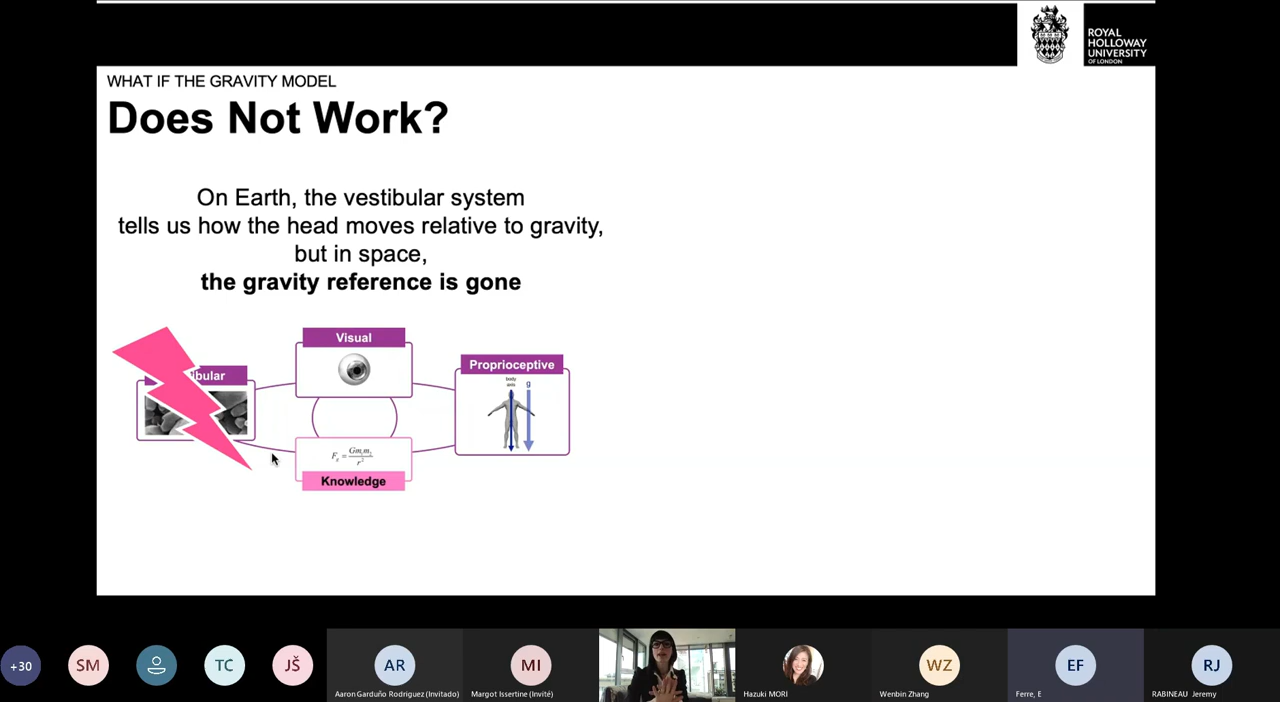 ROYAL
HOLLOWAY
UNIVERSITY
OF LONDON
WHAT IF THE GRAVITY MODEL
Does Not Work?
On Earth, the vestibular system
tells us how the head moves relative to gravity,
but in space,
the gravity reference is gone
Visual
bular
Proprioceptive
body
axis
g
Knowledge
+30
SM
TC
JŠ
AR
MI
WZ
EF
RJ
Aaron Garduño Rodriguez (Invitado)
Margot Issertine (Invité)
Hazuki MORI
Wenbin Zhang
Ferre, E
RABINEAU Jeremy